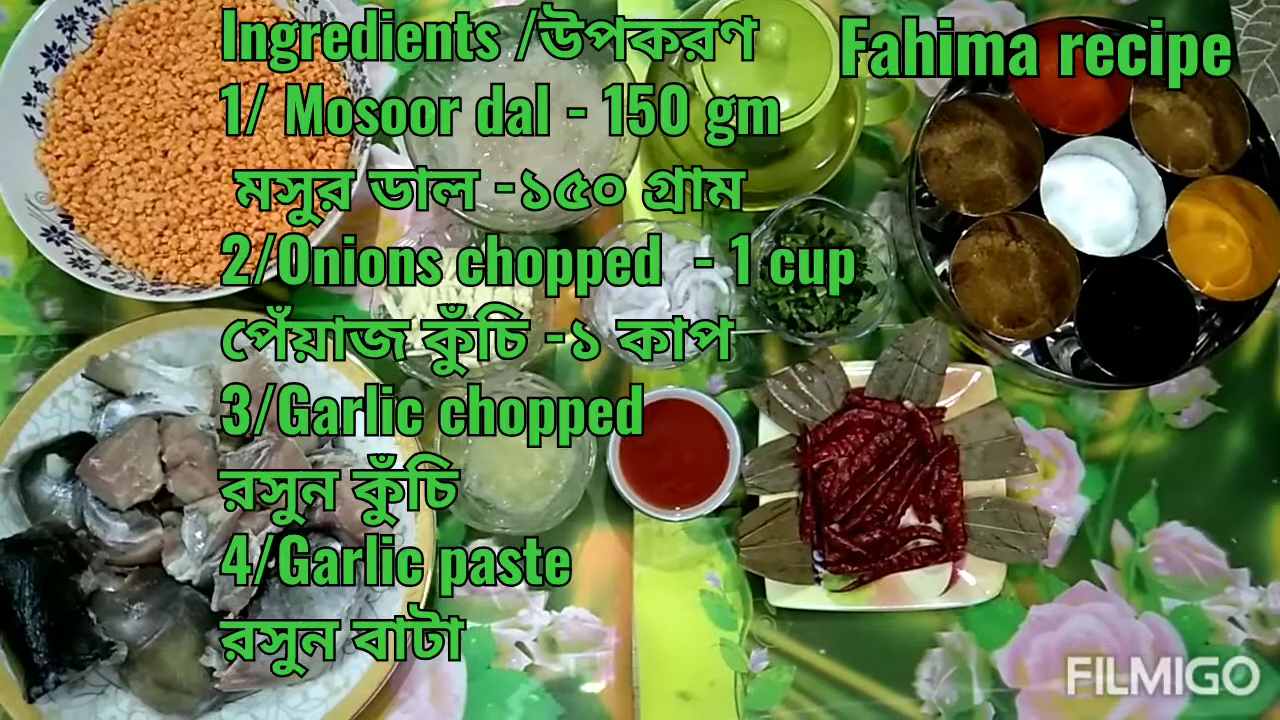 Ingredients /উপকরণ
Fahima recipe
1/ Mosoor dal - 150 gm
মসুর ডাল -১৫০ গ্রাম
2/Onions chopped - 1 cup
পেঁয়াজ কুঁচি -১ কাপ
3/Garlic chopped
রসুন কুঁচি
4/Garlic paste
রসুন বাটা
FILMIGO